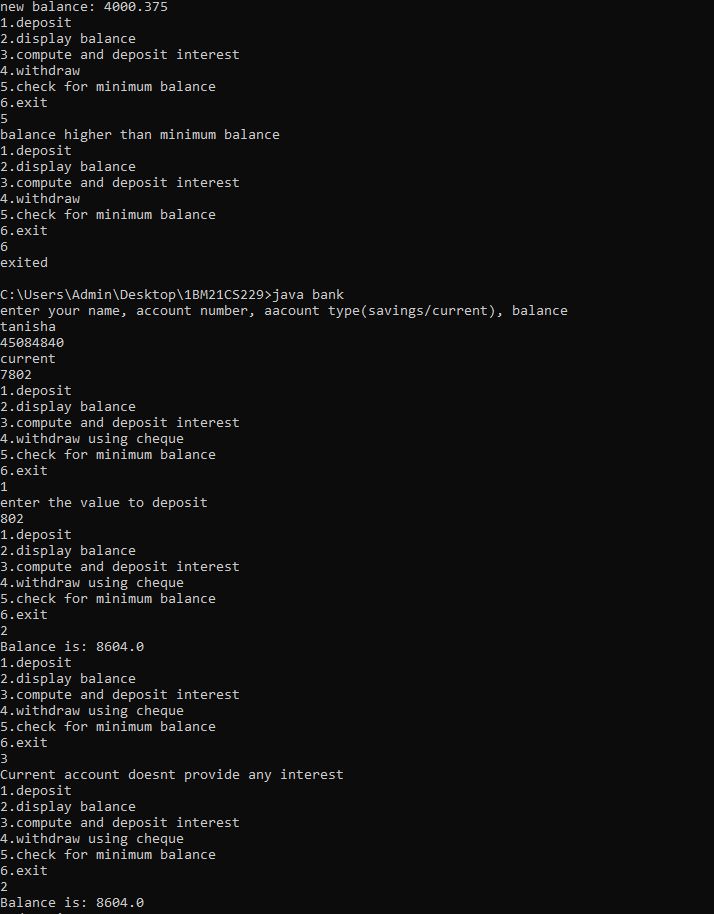 new balance: 4000.375
1.deposit
2.display balance
3.compute and deposit interest
4.withdraw
5.check for minimum balance
6.exit
5
balance higher than minimum balance
1.deposit
2.display balance
3.compute and deposit interest
4.withdraw
5.check for minimum balance
6.exit
6
exited
C:\Users\Admin\Desktop\1BM21CS229>java bank
enter your name, account number, aacount type(savings/current), balance
tanisha
45084840
current
7802
1.deposit
2.display balance
3.compute and deposit interest
4.withdraw using cheque
5.check for minimum balance
6.exit
1
enter the value to deposit
802
1.deposit
2.display balance
3.compute and deposit interest
4.withdraw using cheque
5.check for minimum balance
6.exit
2
Balance is: 8604.0
1.deposit
2.display balance
3.compute and deposit interest
4.withdraw using cheque
5.check for minimum balance
6.exit
3
Current account doesnt provide any interest
1.deposit
2.display balance
3.compute and deposit interest
4.withdraw using cheque
5.check for minimum balance
6.exit
2
Balance is: 8604.0